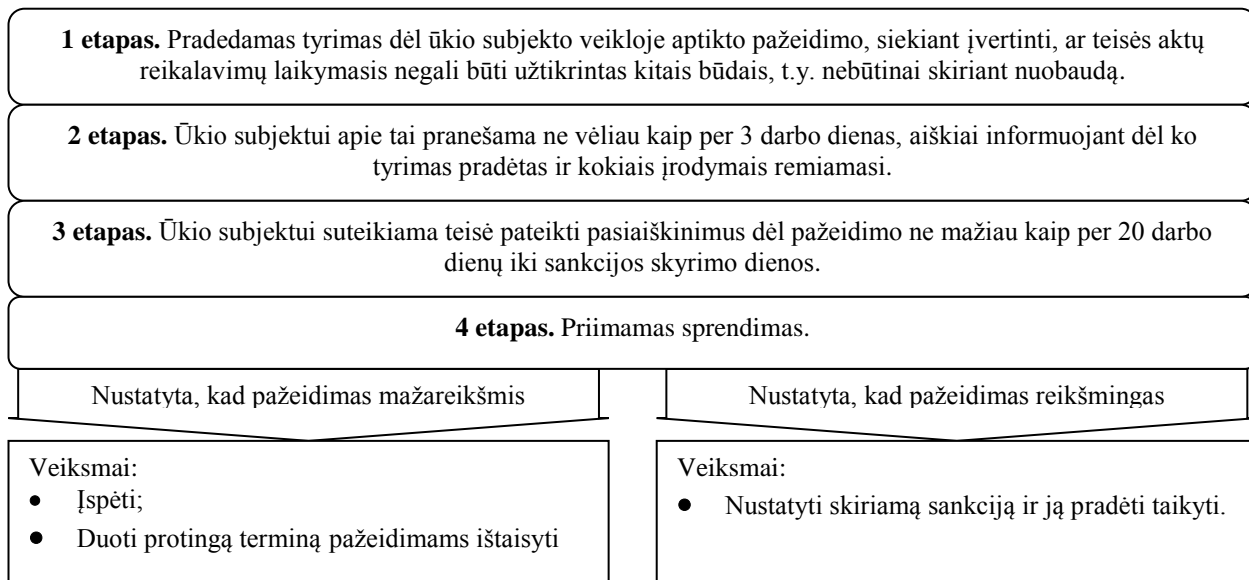 1 etapas. Pradedamas tyrimas dėl ūkio subjekto veikloje aptikto pažeidimo, siekiant įvertinti, ar teisės aktų
reikalavimų laikymasis negali būti užtikrintas kitais būdais, t.y. nebūtinai skiriant nuobaudą.
2 etapas. Ūkio subjektui apie tai pranešama ne vėliau kaip per 3 darbo dienas, aiškiai informuojant dėl ko
tyrimas pradėtas ir kokiais įrodymais remiamasi.
3 etapas. Ūkio subjektui suteikiama teisė pateikti pasiaiškinimus dėl pažeidimo ne mažiau kaip per 20 darbo
dienų iki sankcijos skyrimo dienos.
4 etapas. Priimamas sprendimas.
Nustatyta, kad pažeidimas mažareikšmis
Nustatyta, kad pažeidimas reikšmingas
Veiksmai:
● Įspėti;
● Duoti protingą terminą pažeidimams ištaisyti
Veiksmai:
● Nustatyti skiriamą sankciją ir ją pradėti taikyti.